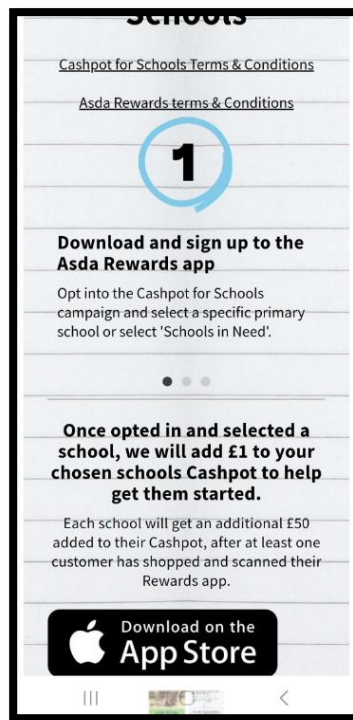 Schools
Cashpot for Schools Terms & Conditions
Asda Rewards terms & Conditions
1
Download and sign up to the
Asda Rewards app
Opt into the Cashpot for Schools
campaign and select a specific primary
school or select 'Schools in Need'.
Once opted in and selected a
school, we will add £1 to your
chosen schools Cashpot to help
get them started.
Each school will get an additional £50
added to their Cashpot, after at least one
customer has shopped and scanned their
Rewards app.
Download on the
App Store